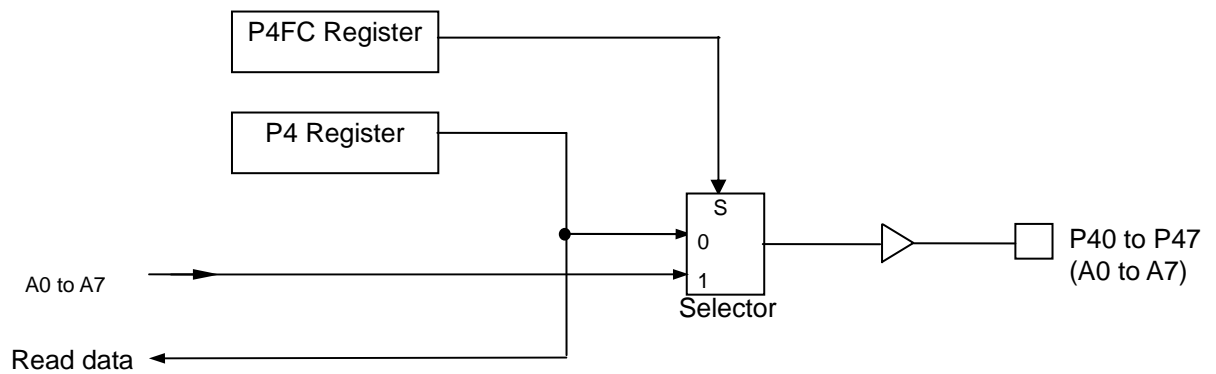 P4FC Register
P4 Register
S
0
1
Selector
P40 to P47
(A0 to A7)
A0 to A7
Read data